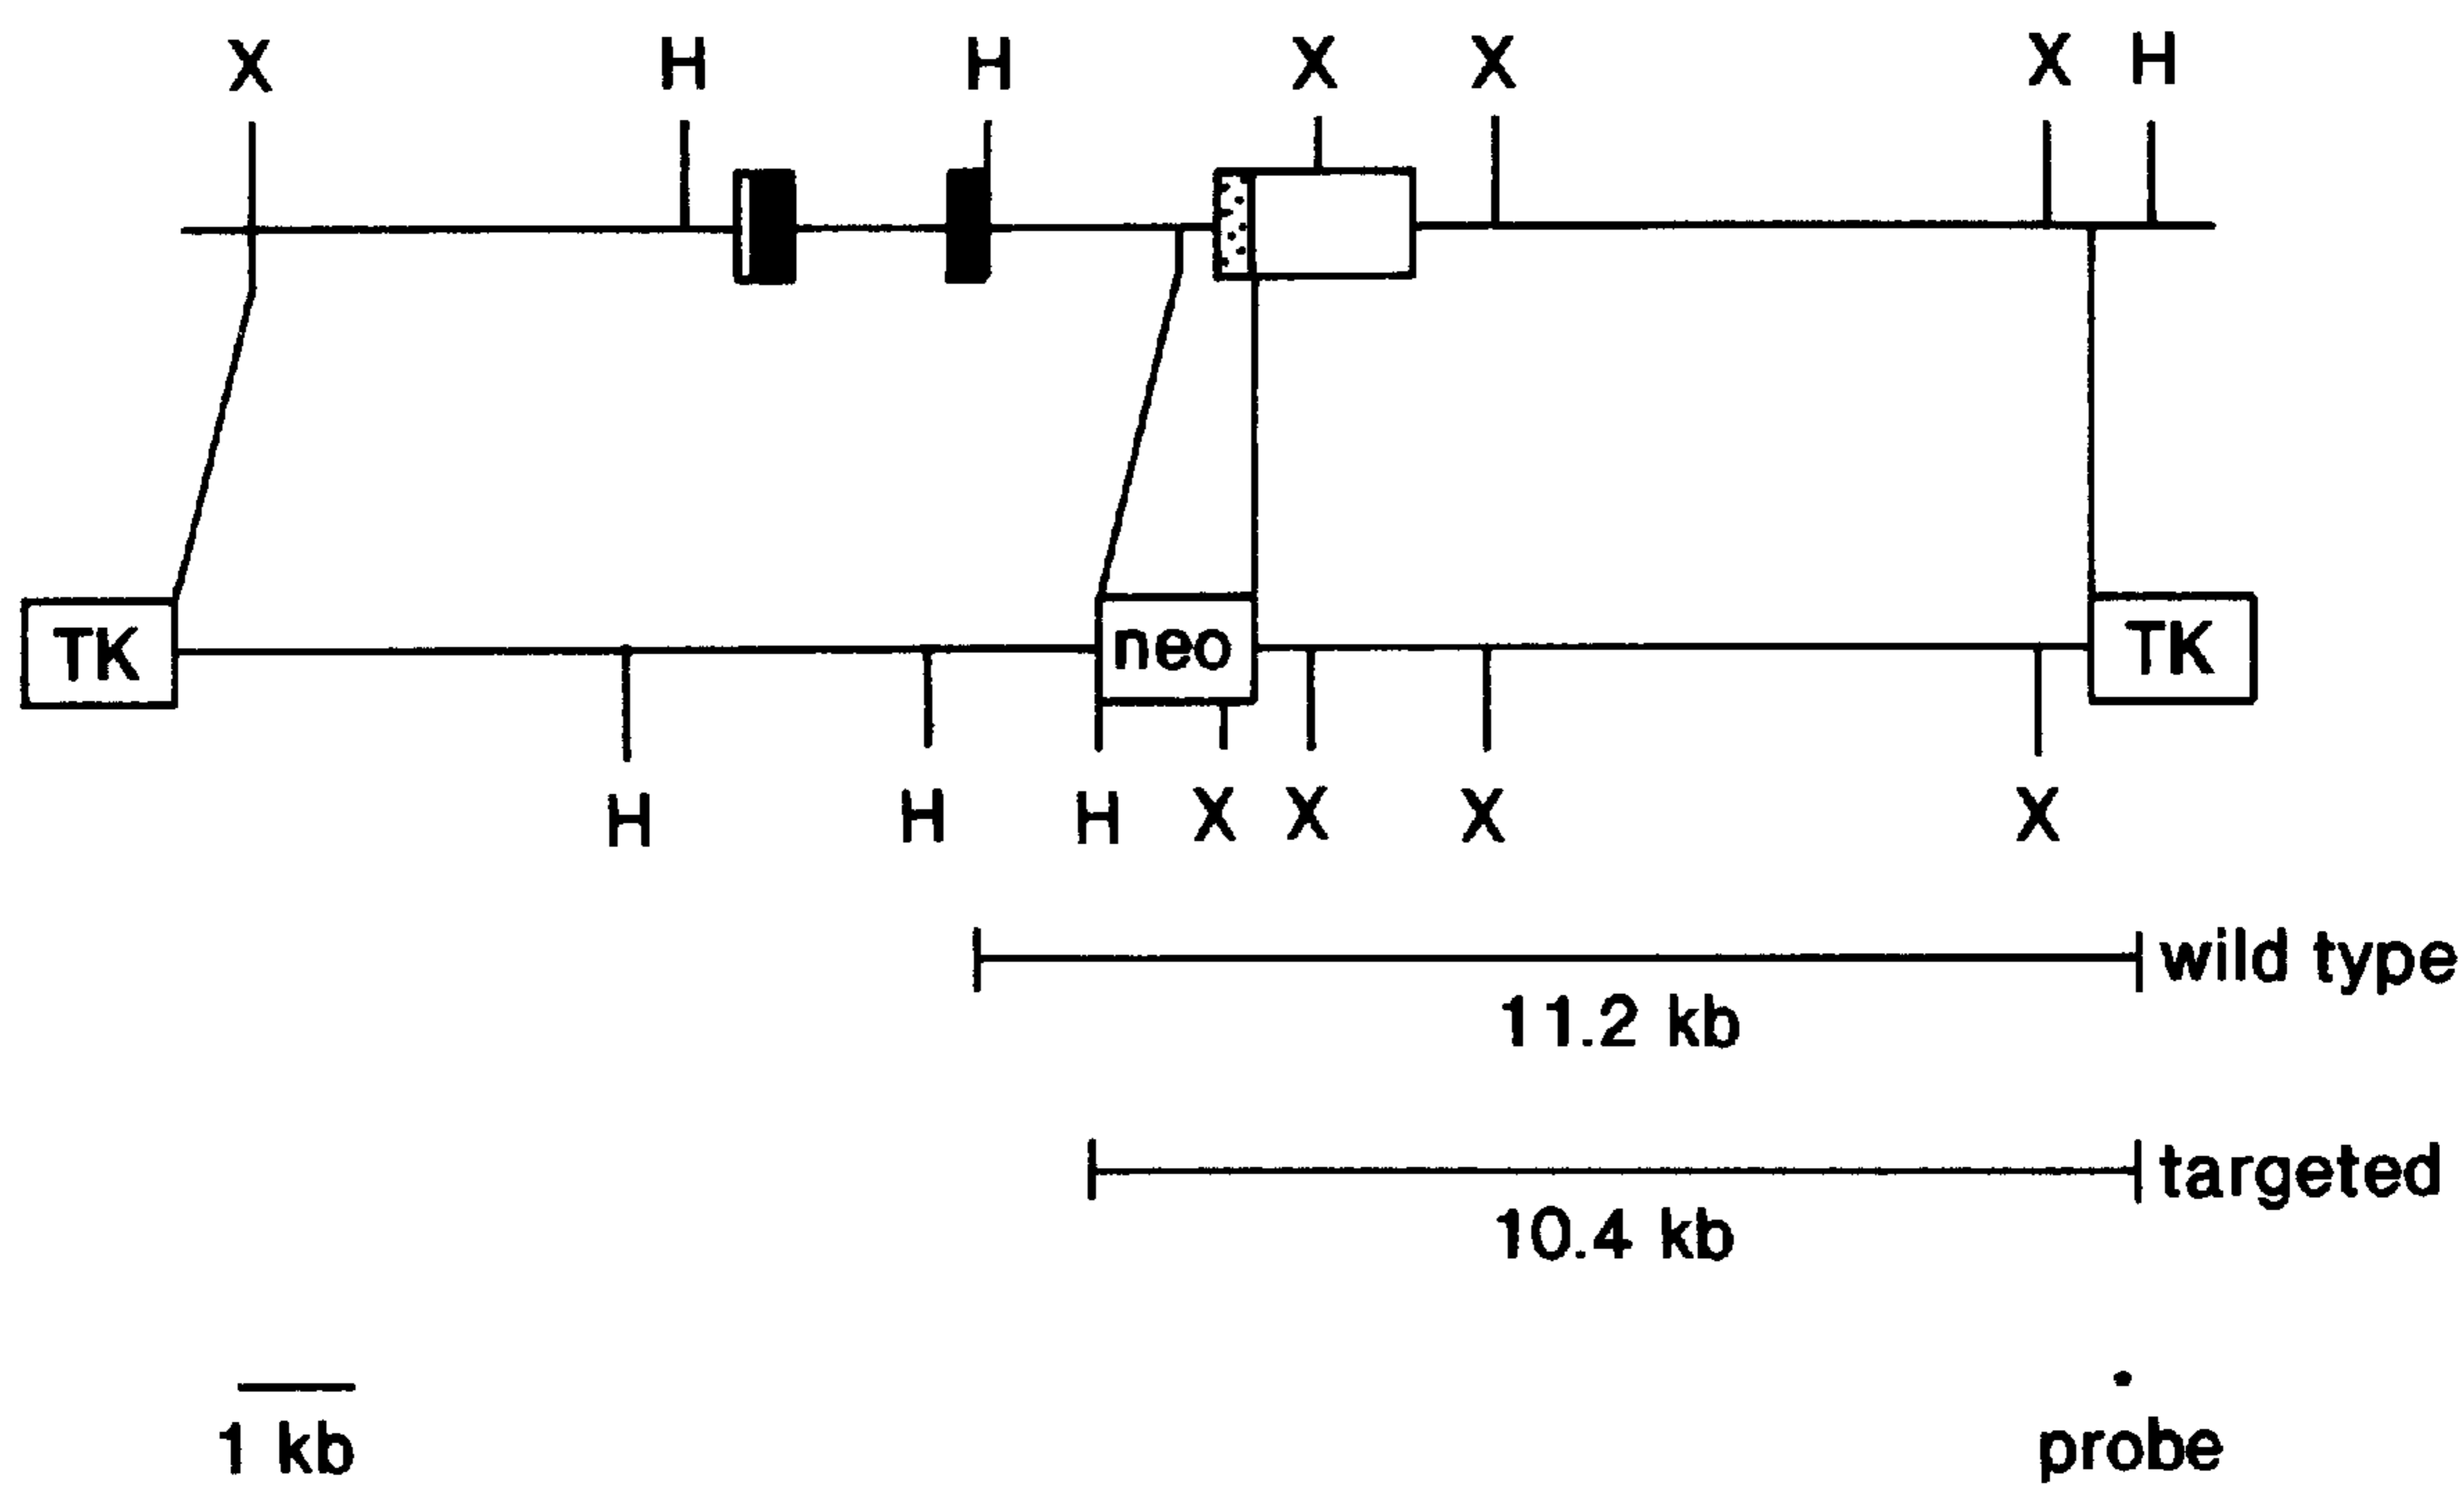 X H H X X X H
TK neo TK
H H H X X X X
wild type
11.2 kb
targeted
10.4 kb
1 kb
probe